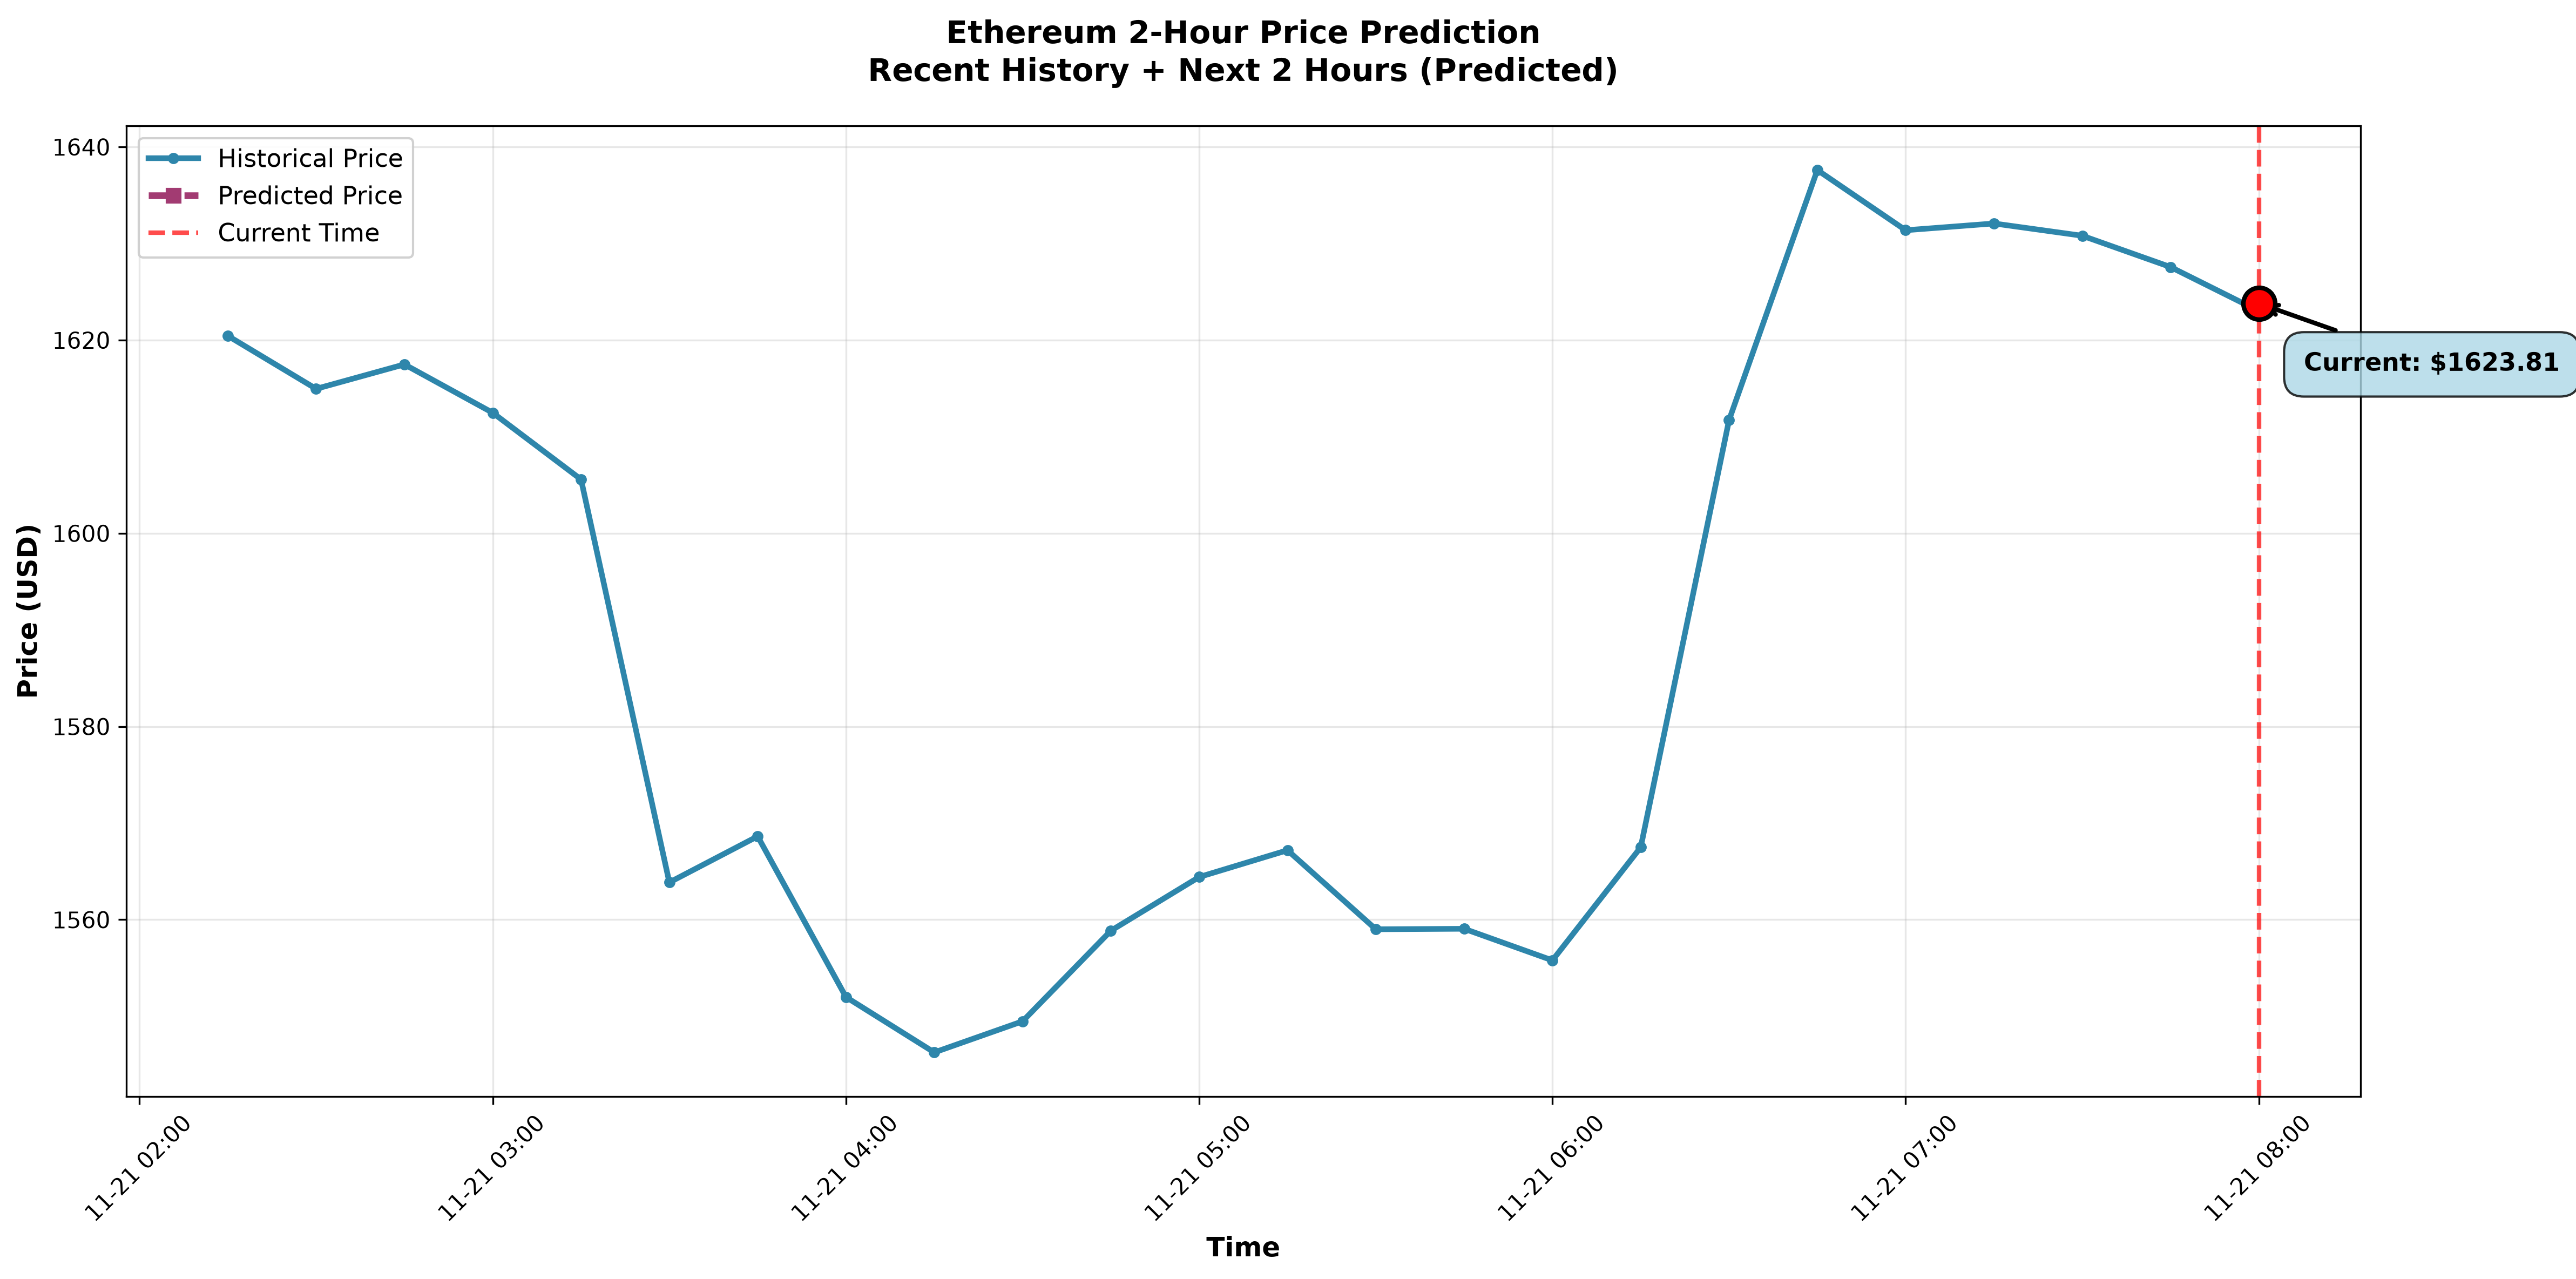 Ethereum 2-Hour Price Prediction
Recent History + Next 2 Hours (Predicted)
Historical Price
Predicted Price
Current Time
Price (USD)
1640
1620
1600
1580
1560
Current: $1623.81
11-21 02:00
11-21 03:00
11-21 04:00
11-21 05:00
11-21 06:00
11-21 07:00
11-21 08:00
Time